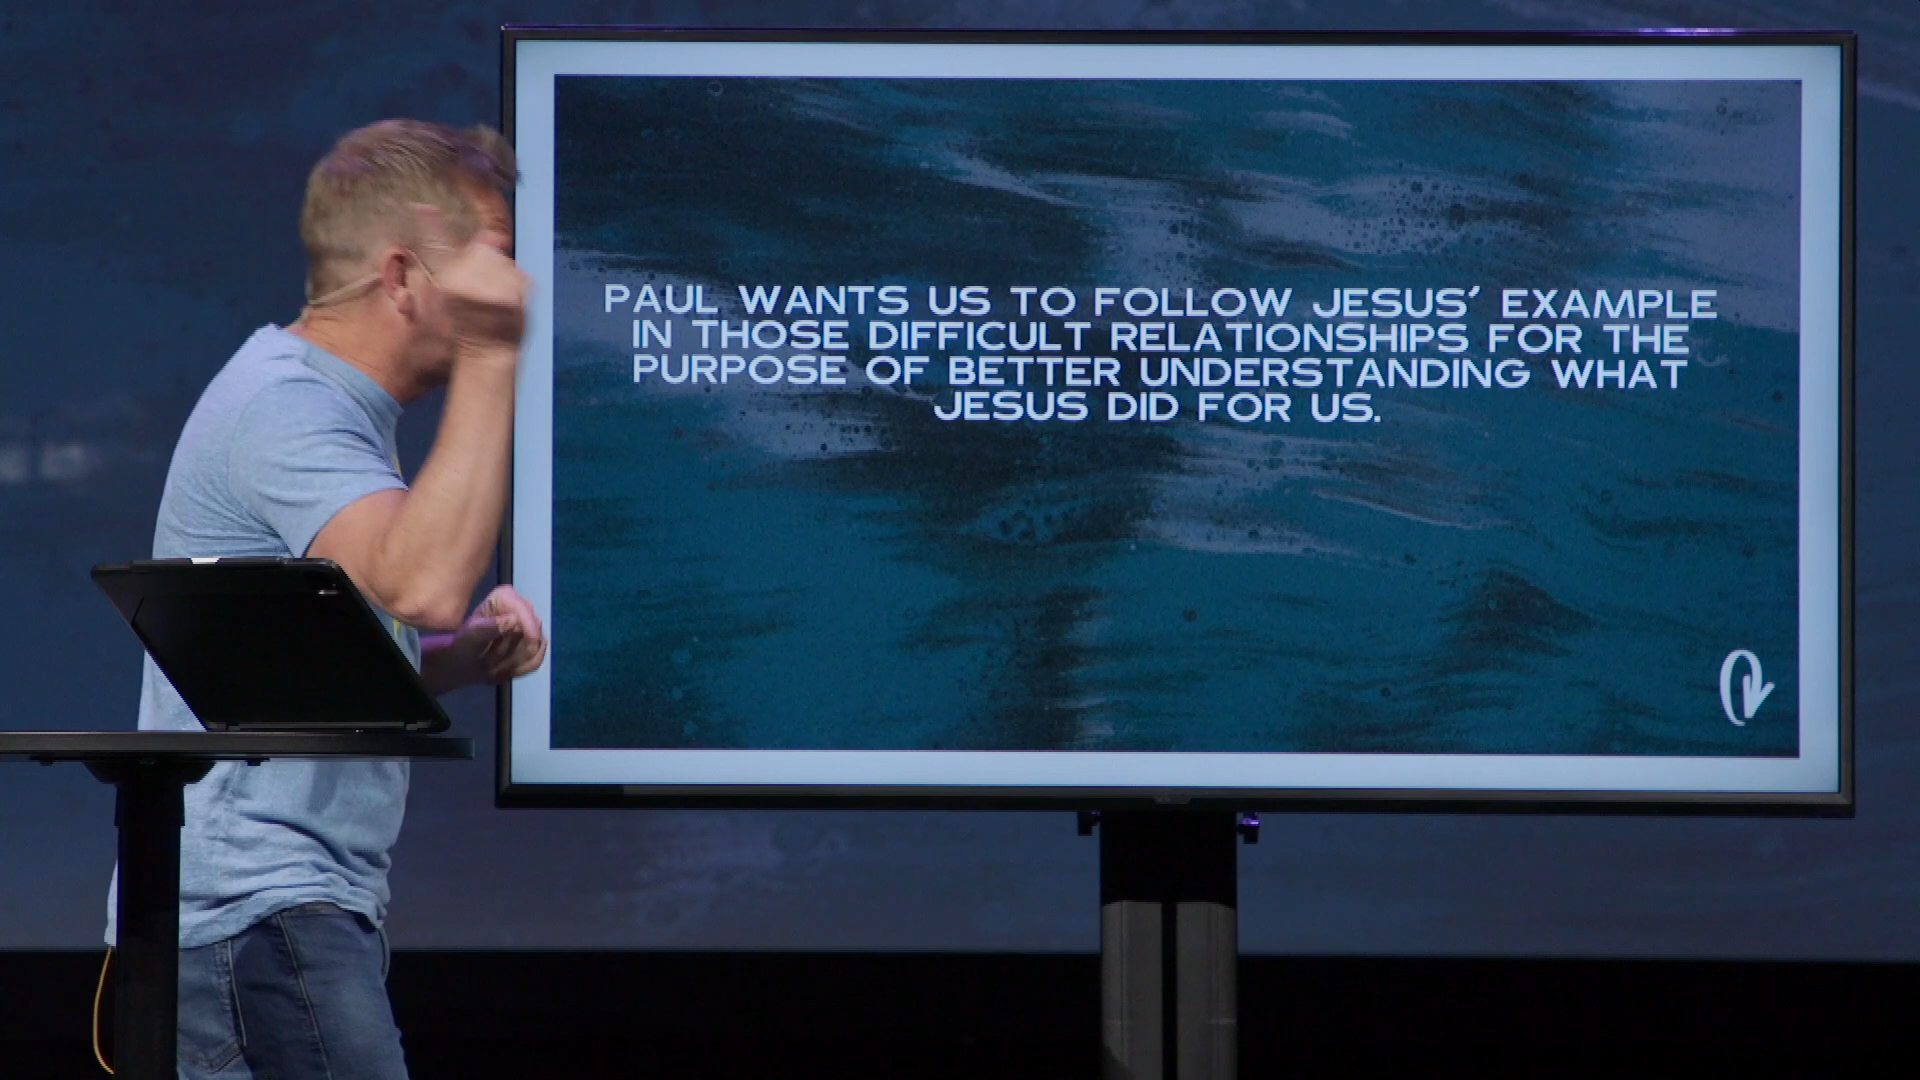 PAUL WANTS US TO FOLLOW JESUS' EXAMPLE
IN THOSE DIFFICULT RELATIONSHIPS FOR THE
PURPOSE OF BETTER UNDERSTANDING WHAT
JESUS DID FOR US.